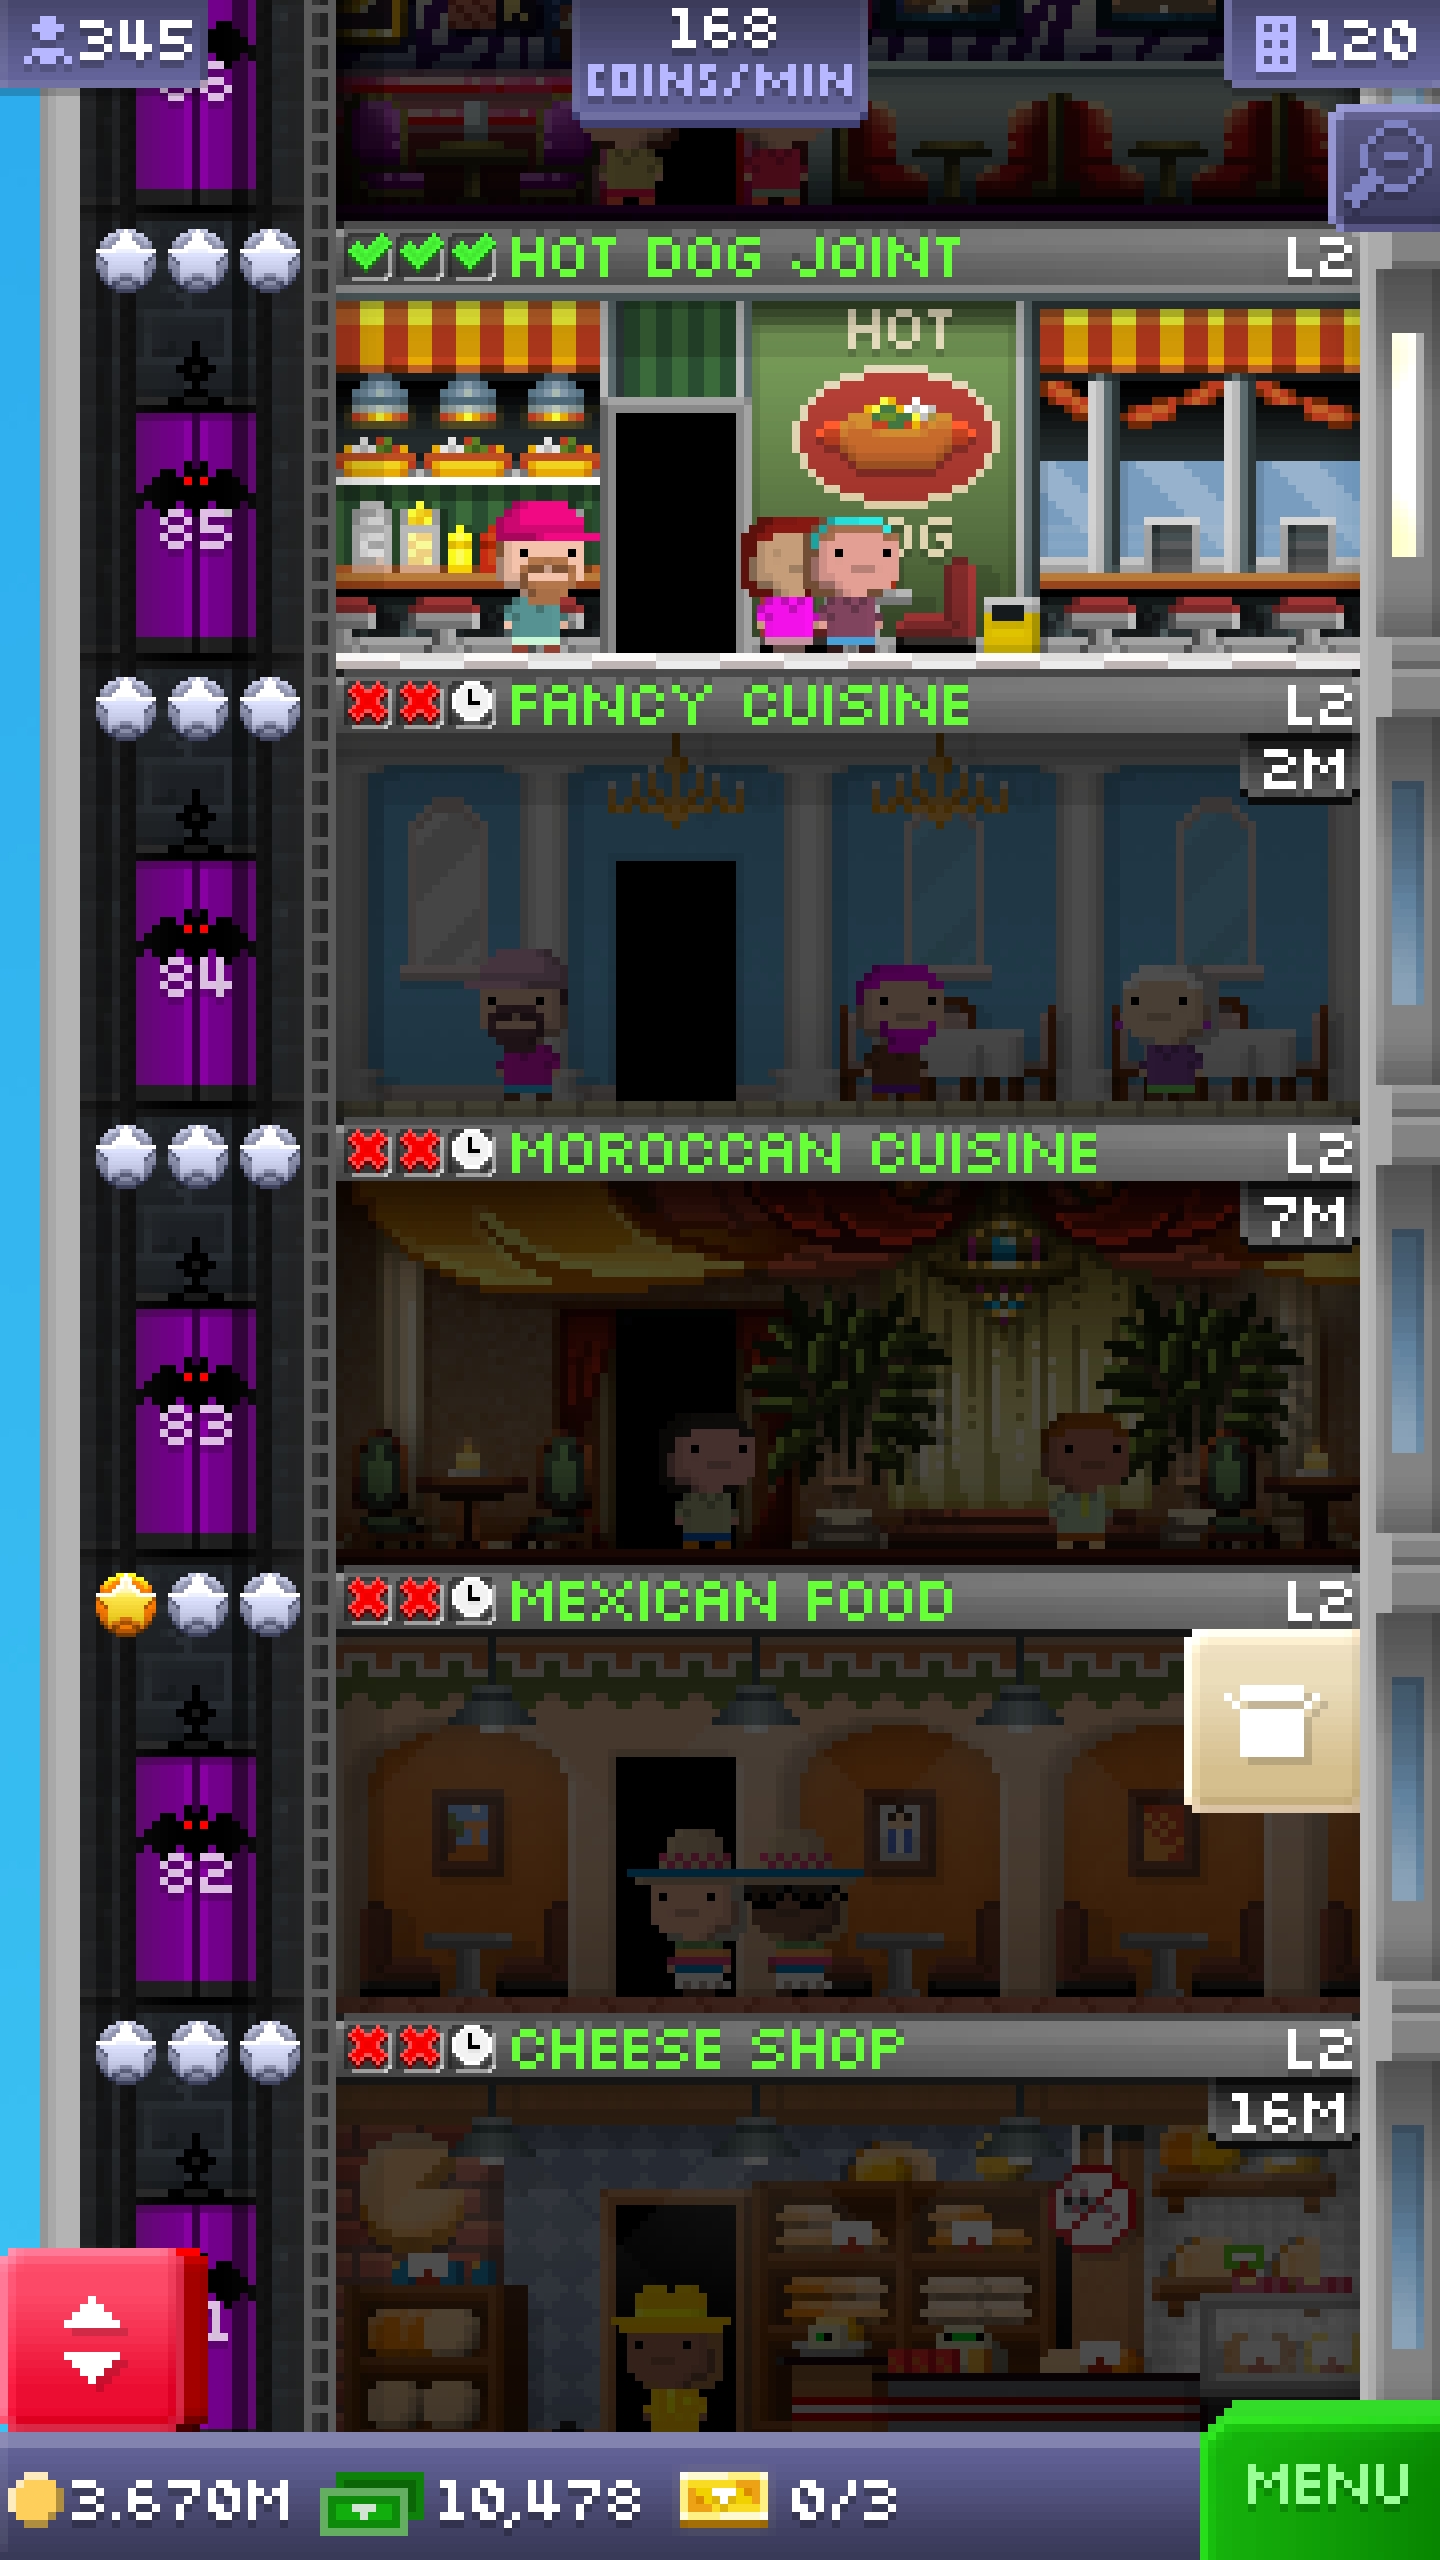 345
168
COINS/MIN
120
HOT DOG JOINT L2
HOT
85
FANCY CUISINE L2
2M
84
MOROCCAN CUISINE L2
7M
83
MEXICAN FOOD L2
82
CHEESE SHOP L2
16M
3.670M 10,478 0/3 MENU